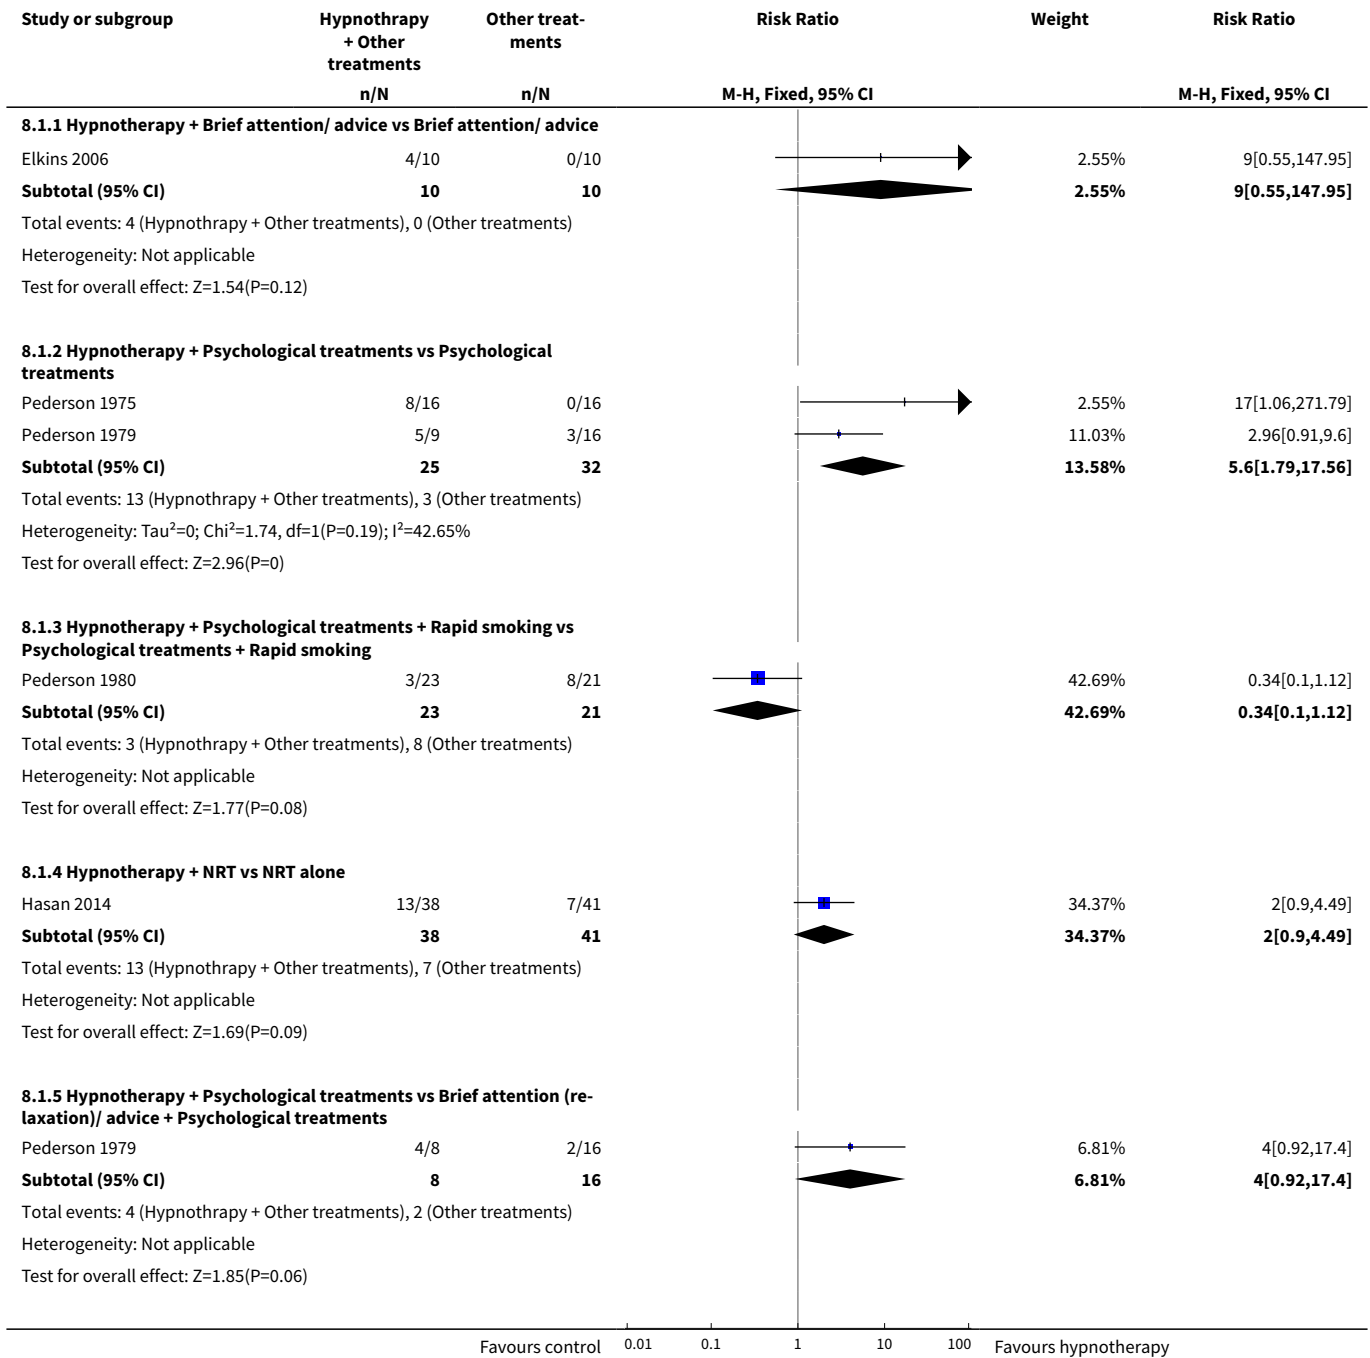 Study or subgroup Hypnothrapy Other treat- Risk Ratio Weight Risk Ratio
+ Other ments
treatments
n/N n/N M-H, Fixed, 95% CI M-H, Fixed, 95% CI
8.1.1 Hypnotherapy + Brief attention/ advice vs Brief attention/ advice
Elkins 2006 4/10 0/10 2.55% 9[0.55,147.95]
Subtotal (95% CI) 10 10 2.55% 9[0.55,147.95]
Total events: 4 (Hypnothrapy + Other treatments), 0 (Other treatments)
Heterogeneity: Not applicable
Test for overall effect: Z=1.54(P=0.12)
8.1.2 Hypnotherapy + Psychological treatments vs Psychological
treatments
Pederson 1975 8/16 0/16 2.55% 17[1.06,271.79]
Pederson 1979 5/9 3/16 11.03% 2.96[0.91,9.6]
Subtotal (95% CI) 25 32 13.58% 5.6[1.79,17.56]
Total events: 13 (Hypnothrapy + Other treatments), 3 (Other treatments)
Heterogeneity: Tau²=0; Chi²=1.74, df=1(P=0.19); I²=42.65%
Test for overall effect: Z=2.96(P=0)
8.1.3 Hypnotherapy + Psychological treatments + Rapid smoking vs
Psychological treatments + Rapid smoking
Pederson 1980 3/23 8/21 42.69% 0.34[0.1,1.12]
Subtotal (95% CI) 23 21 42.69% 0.34[0.1,1.12]
Total events: 3 (Hypnothrapy + Other treatments), 8 (Other treatments)
Heterogeneity: Not applicable
Test for overall effect: Z=1.77(P=0.08)
8.1.4 Hypnotherapy + NRT vs NRT alone
Hasan 2014 13/38 7/41 34.37% 2[0.9,4.49]
Subtotal (95% CI) 38 41 34.37% 2[0.9,4.49]
Total events: 13 (Hypnothrapy + Other treatments), 7 (Other treatments)
Heterogeneity: Not applicable
Test for overall effect: Z=1.69(P=0.09)
8.1.5 Hypnotherapy + Psychological treatments vs Brief attention (re-
laxation)/ advice + Psychological treatments
Pederson 1979 4/8 2/16 6.81% 4[0.92,17.4]
Subtotal (95% CI) 8 16 6.81% 4[0.92,17.4]
Total events: 4 (Hypnothrapy + Other treatments), 2 (Other treatments)
Heterogeneity: Not applicable
Test for overall effect: Z=1.85(P=0.06)
Favours control 0.01 0.1 1 10 100 Favours hypnotherapy